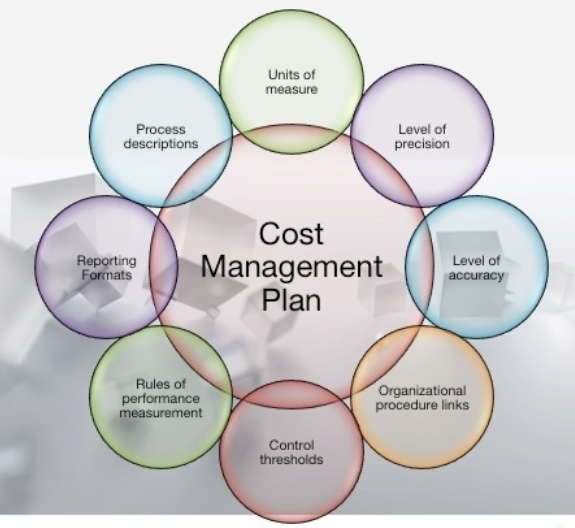 Units of
measure
Process
descriptions
Level of
precision
Cost
Management
Plan
Reporting
Formats
Level of
accuracy
Rules of
performance
measurement
Organizational
procedure links
Control
thresholds